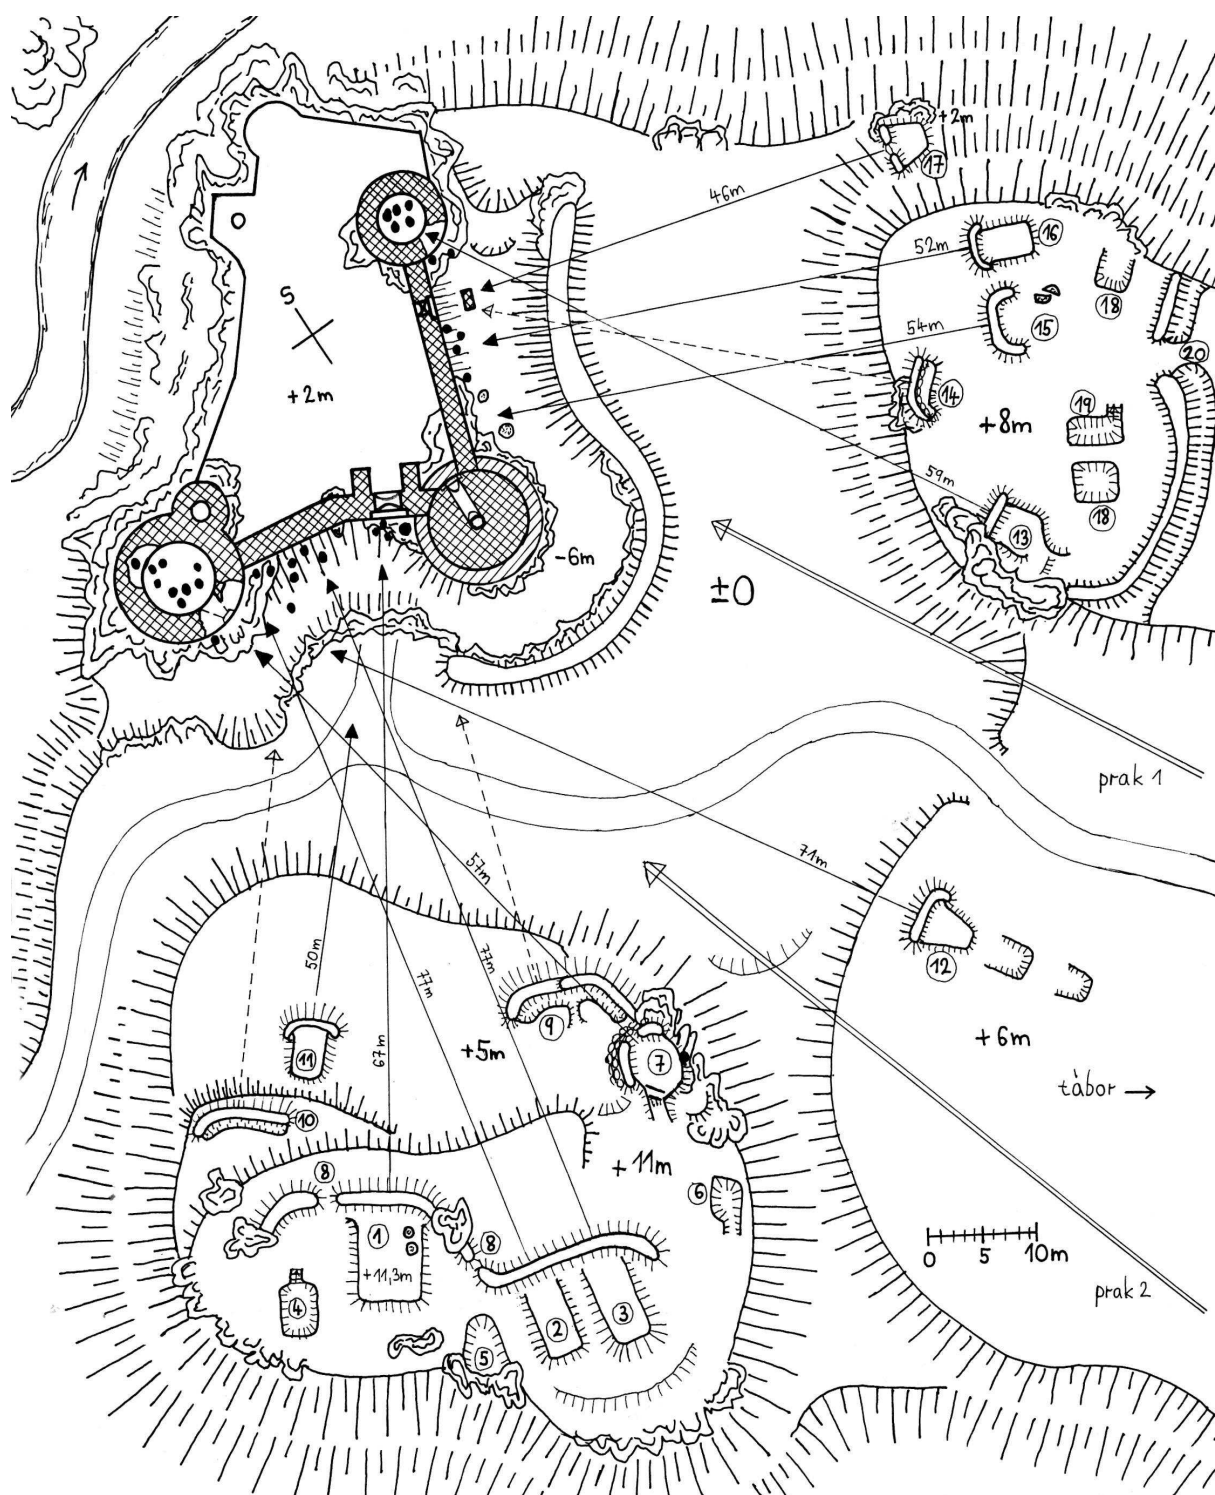 +2m
17
46m
16
52m
18
15
54m
20
S
+2m
14
19
+8m
59m
18
13
-6m
±0
prak 1
71m
57m
12
50m
77m
77m
9
+5m
7
+6m
11
67m
tàbor →
10
+11m
8
6
1
8
0 5 10m
+11,3m
prak 2
4
2
3
5